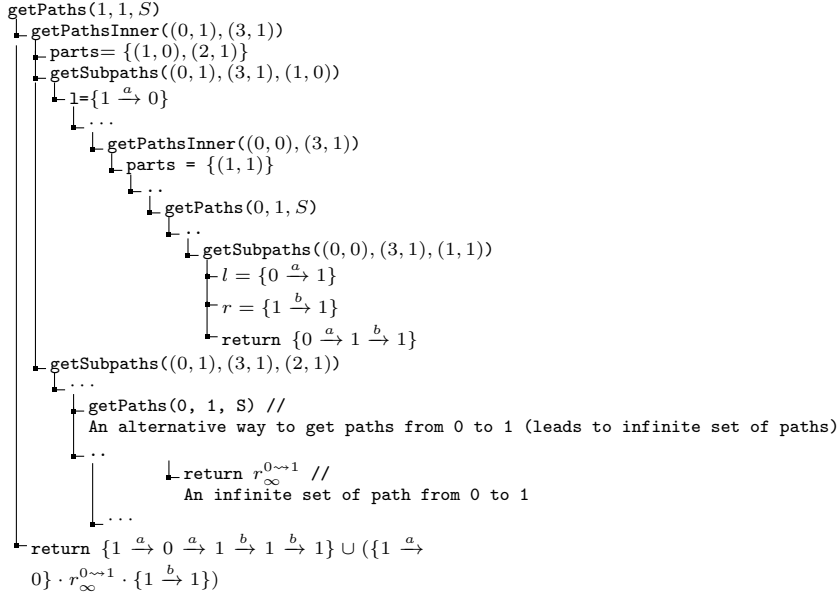 getPaths(1, 1, S)
getPathsInner((0, 1), (3, 1))
parts= {(1, 0), (2, 1)}
getSubpaths((0, 1), (3, 1), (1, 0))
l={1 →a 0}
...
getPathsInner((0, 0), (3, 1))
parts = {(1, 1)}
..
getPaths(0, 1, S)
..
getSubpaths((0, 0), (3, 1), (1, 1))
l = {0 →a 1}
r = {1 →b 1}
return {0 →a 1 →b 1}
getSubpaths((0, 1), (3, 1), (2, 1))
...
getPaths(0, 1, S) //
An alternative way to get paths from 0 to 1 (leads to infinite set of paths)
..
return r∞^{0⇝1} //
An infinite set of path from 0 to 1
...
return {1 →a 0 →a 1 →b 1 →b 1} ∪ ({1 →a
0} · r∞^{0⇝1} · {1 →b 1})